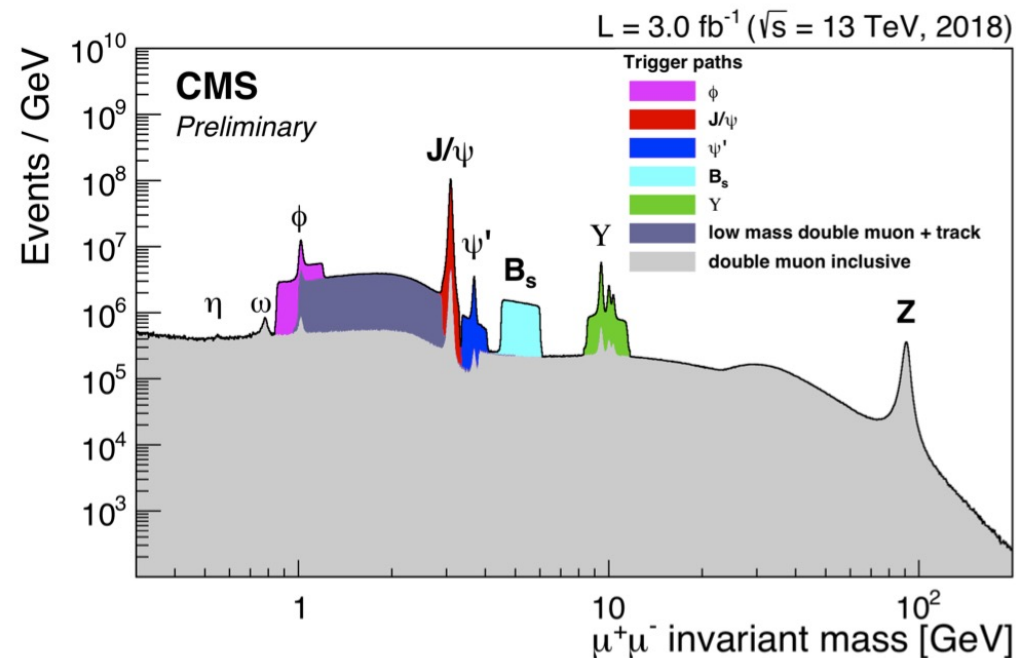 L = 3.0 fb⁻¹ (√s = 13 TeV, 2018)
Events / GeV
10¹⁰
10⁹
10⁸
10⁷
10⁶
10⁵
10⁴
10³
CMS
Preliminary
Trigger paths
ϕ
J/ψ
ψ'
Bₛ
Υ
low mass double muon + track
double muon inclusive
η
ω
ϕ
J/ψ
ψ'
Bₛ
Υ
Z
1
10
10²
μ⁺μ⁻ invariant mass [GeV]